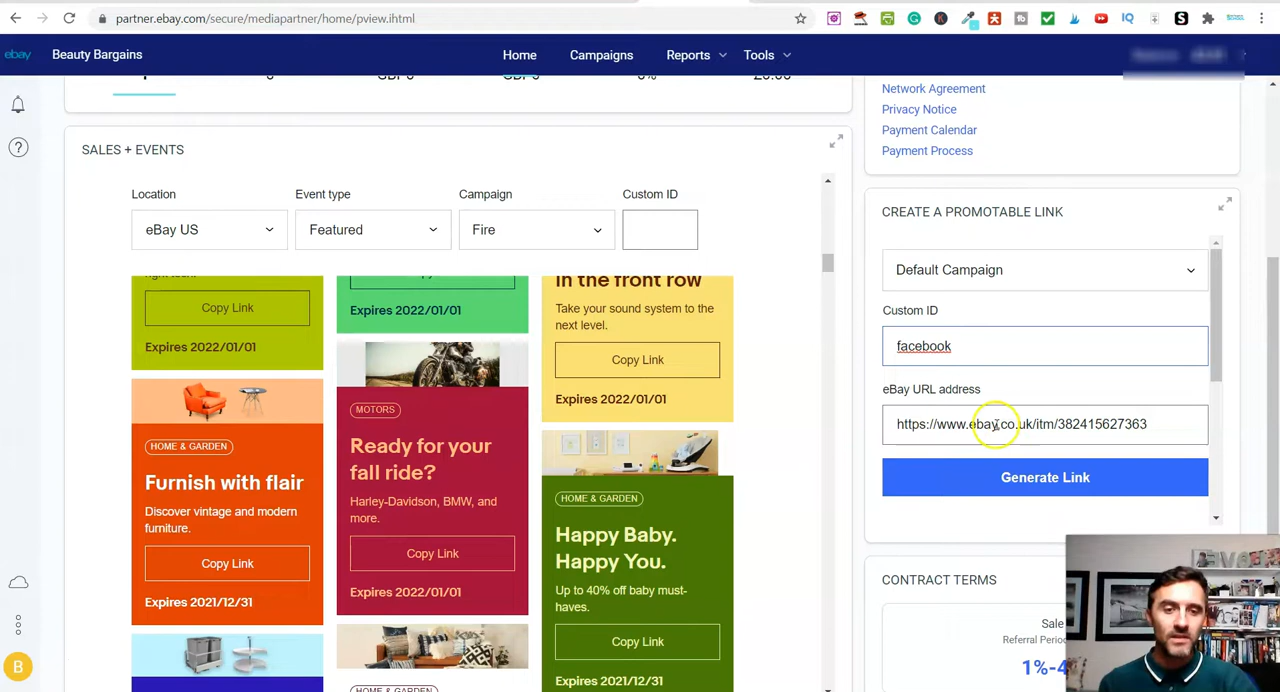 partner.ebay.com/secure/mediapartner/home/pview.ihtml
ebay
Beauty Bargains
Home
Campaigns
Reports
Tools
SALES + EVENTS
Location
Event type
Campaign
Custom ID
eBay US
Featured
Fire
Copy Link
Expires 2022/01/01
HOME & GARDEN
Furnish with flair
Discover vintage and modern
furniture.
Copy Link
Expires 2021/12/31
Expires 2022/01/01
MOTORS
Ready for your
fall ride?
Harley-Davidson, BMW, and
more.
Copy Link
Expires 2022/01/01
HOME & GARDEN
in the front row
Take your sound system to the
next level.
Copy Link
Expires 2022/01/01
HOME & GARDEN
Happy Baby.
Happy You.
Up to 40% off baby must-
haves.
Copy Link
Expires 2021/12/31
Network Agreement
Privacy Notice
Payment Calendar
Payment Process
CREATE A PROMOTABLE LINK
Default Campaign
Custom ID
facebook
eBay URL address
https://www.ebay.co.uk/itm/382415627363
Generate Link
CONTRACT TERMS
Sale
Referral Perio
1%-4
B